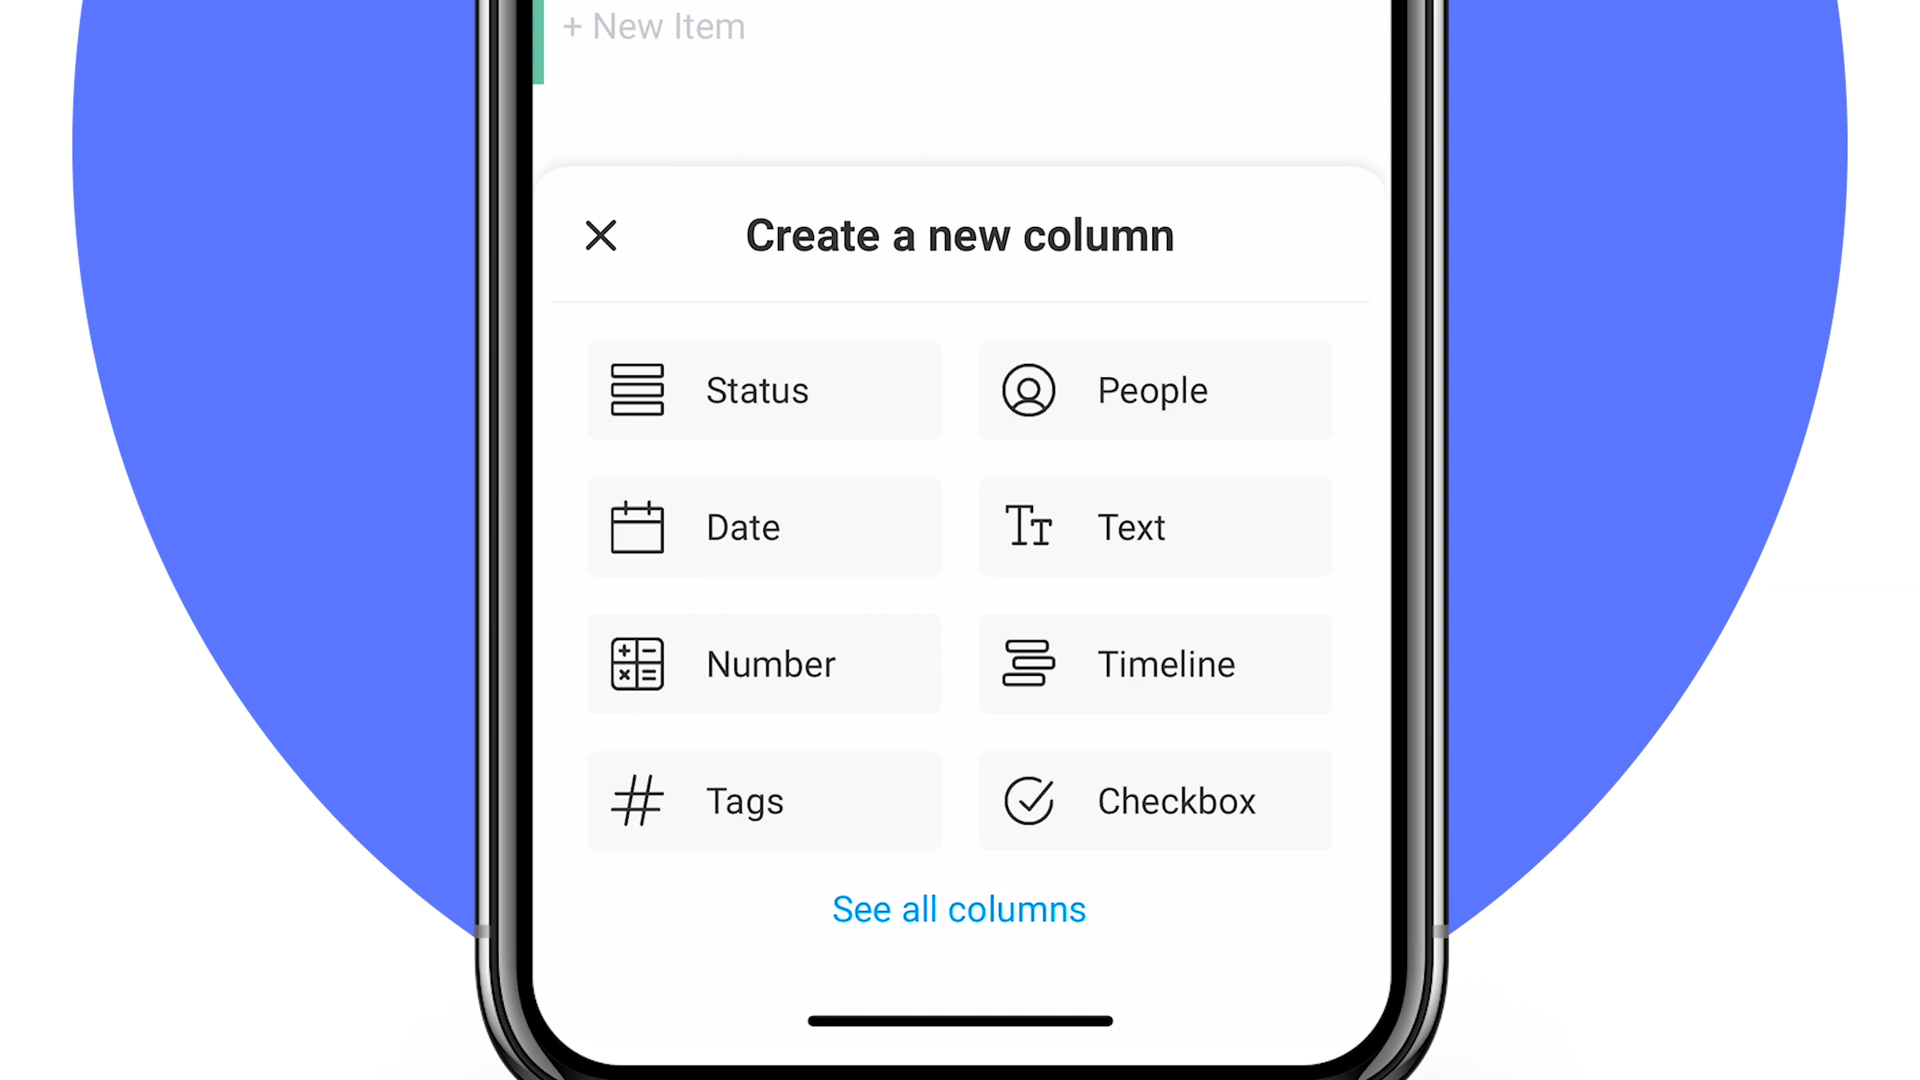 + New Item
Create a new column
Status
People
Date
Text
Number
Timeline
Tags
Checkbox
See all columns